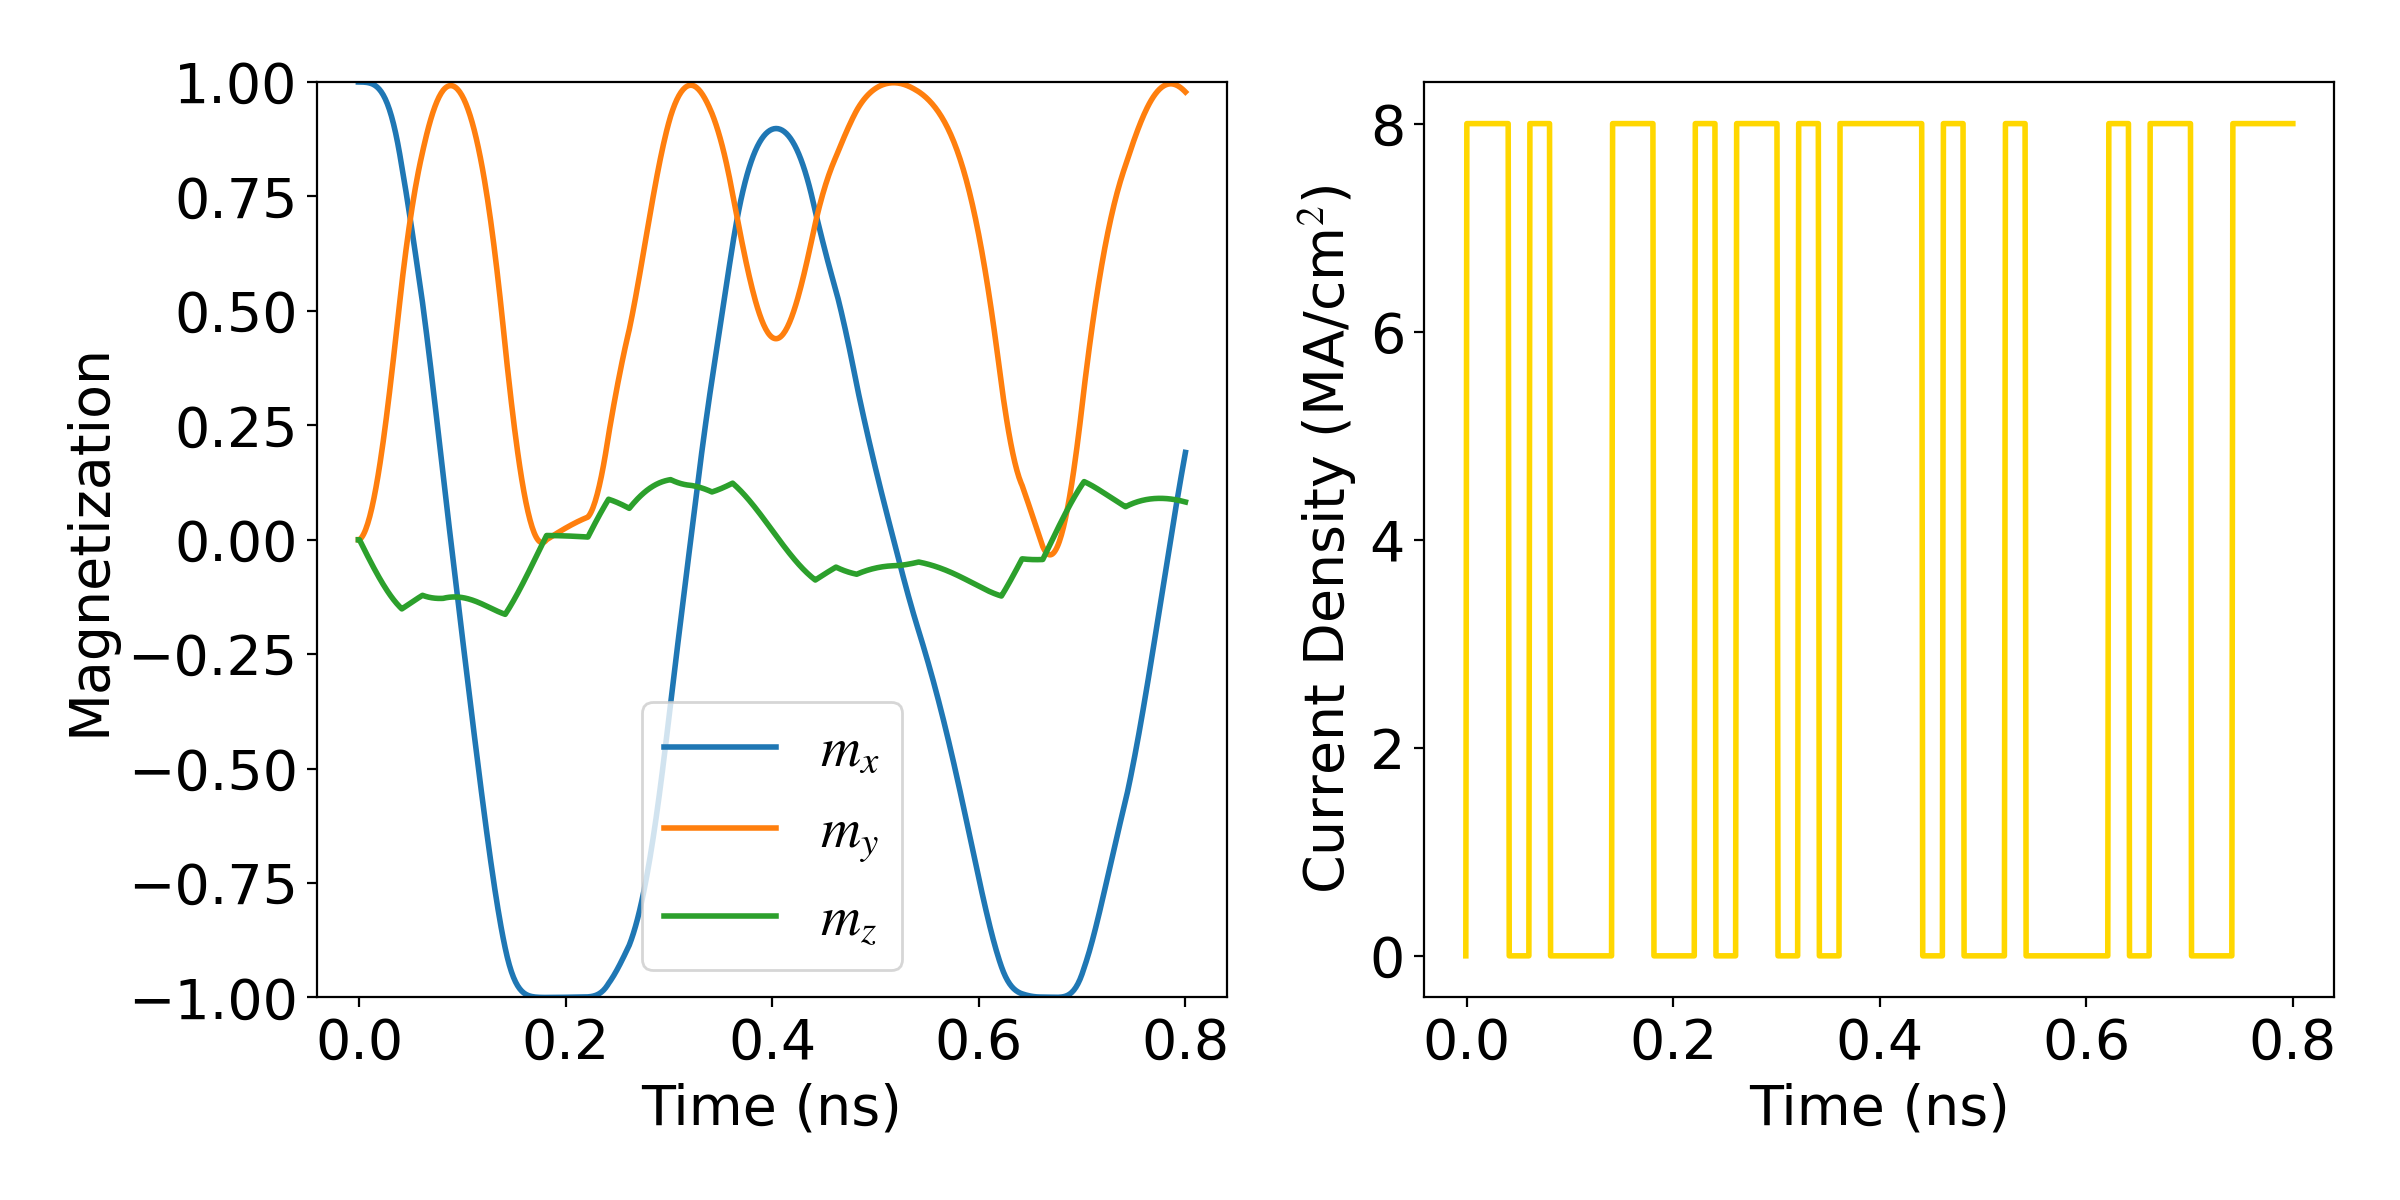 Magnetization
1.00
0.75
0.50
0.25
0.00
−0.25
−0.50
−0.75
−1.00
0.0 0.2 0.4 0.6 0.8
Time (ns)
m_x
m_y
m_z
Current Density (MA/cm²)
8
6
4
2
0
0.0 0.2 0.4 0.6 0.8
Time (ns)